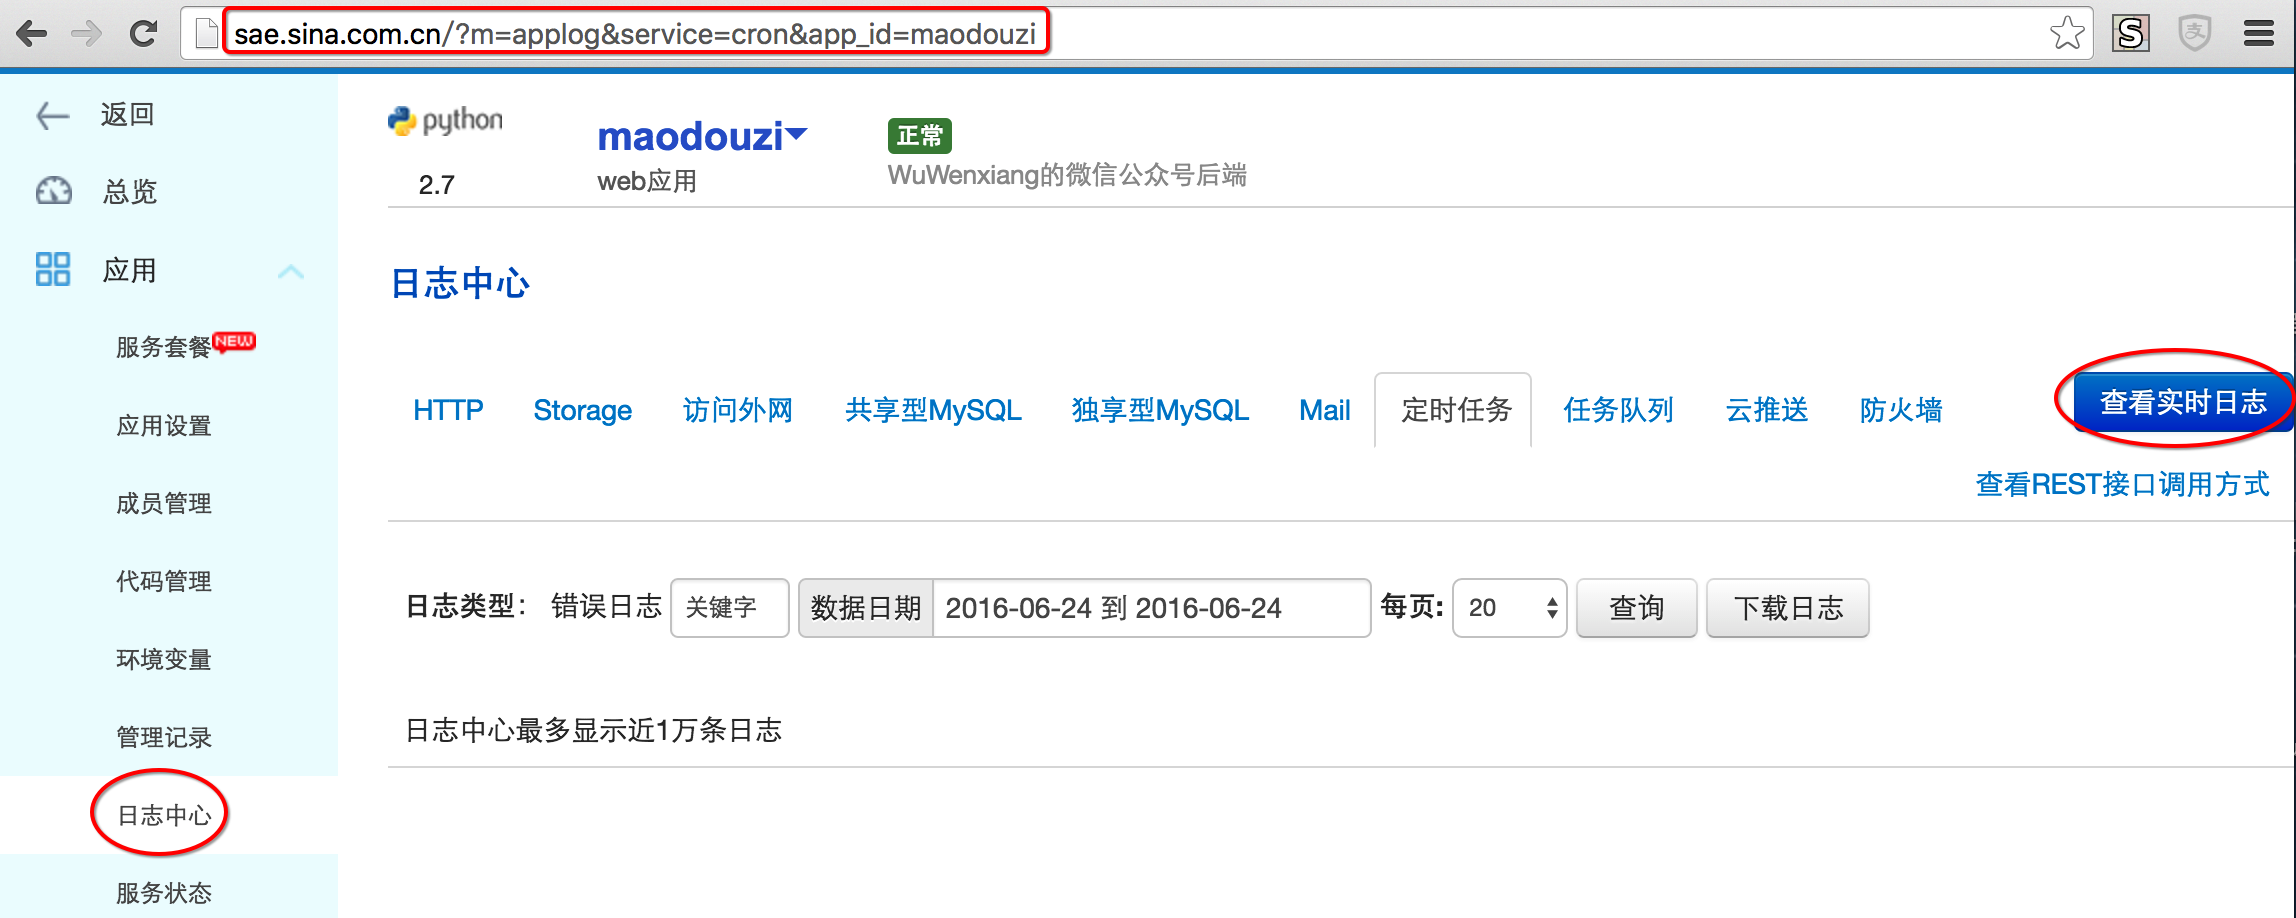 sae.sina.com.cn/?m=applog&service=cron&app_id=maodouzi
S
支
返回
总览
应用
服务套餐 NEW
应用设置
成员管理
代码管理
环境变量
管理记录
日志中心
服务状态
python
2.7
maodouzi
web应用
正常
WuWenxiang的微信公众号后端
日志中心
HTTP Storage 访问外网 共享型MySQL 独享型MySQL Mail 定时任务 任务队列 云推送 防火墙 查看实时日志
查看REST接口调用方式
日志类型： 错误日志 关键字 数据日期 2016-06-24 到 2016-06-24 每页: 20 查询 下载日志
日志中心最多显示近1万条日志